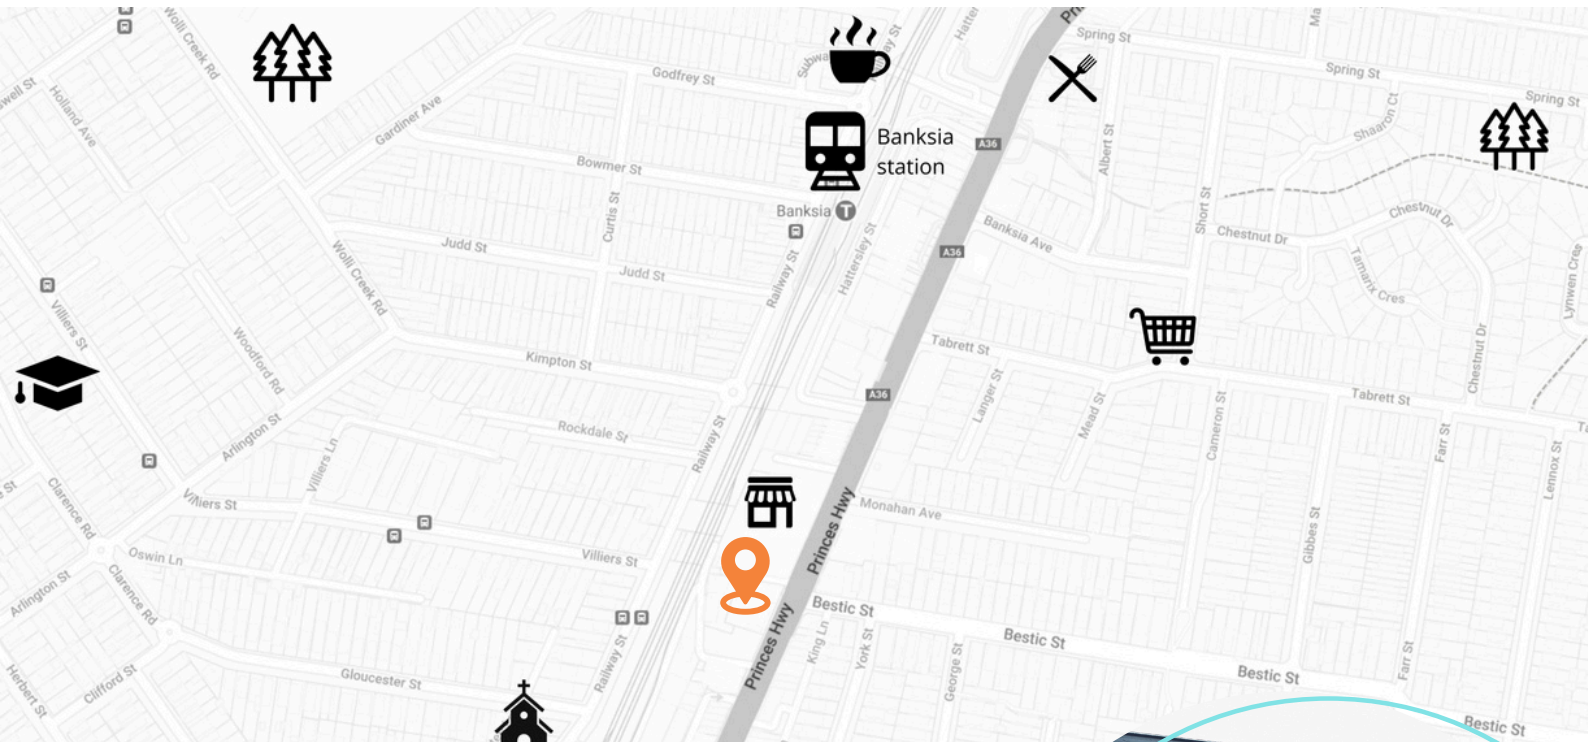 Wolli Creek Rd
Spring St
Spring St
Spring St
Godfrey St
Holland Ave
Gardiner Ave
Shaaron Ct
Banksia
station
A36
Albert St
Bowmer St
Curtis St
Banksia T
Short St
Chestnut Dr
Chestnut Dr
Banksia Ave
Judd St
Judd St
Wolli Creek Rd
Railway St
Hattersley St
A36
Tamarix Cres
Lynwen Cres
Villiers St
Woodford Rd
Kimpton St
Tabrett St
Chestnut Dr
A36
Langer St
Mead St
Cameron St
Tabrett St
Farr St
Arlington St
Villiers Ln
Rockdale St
Railway St
Lennox St
Clarence Rd
Villiers St
Princes Hwy
Monahan Ave
Gibbes St
Oswin Ln
Villiers St
Arlington St
Clarence Rd
Bestic St
Princes Hwy
King Ln
York St
Bestic St
George St
Farr St
Herbert St
Clifford St
Gloucester St
Railway St
Bestic St
Bestic St